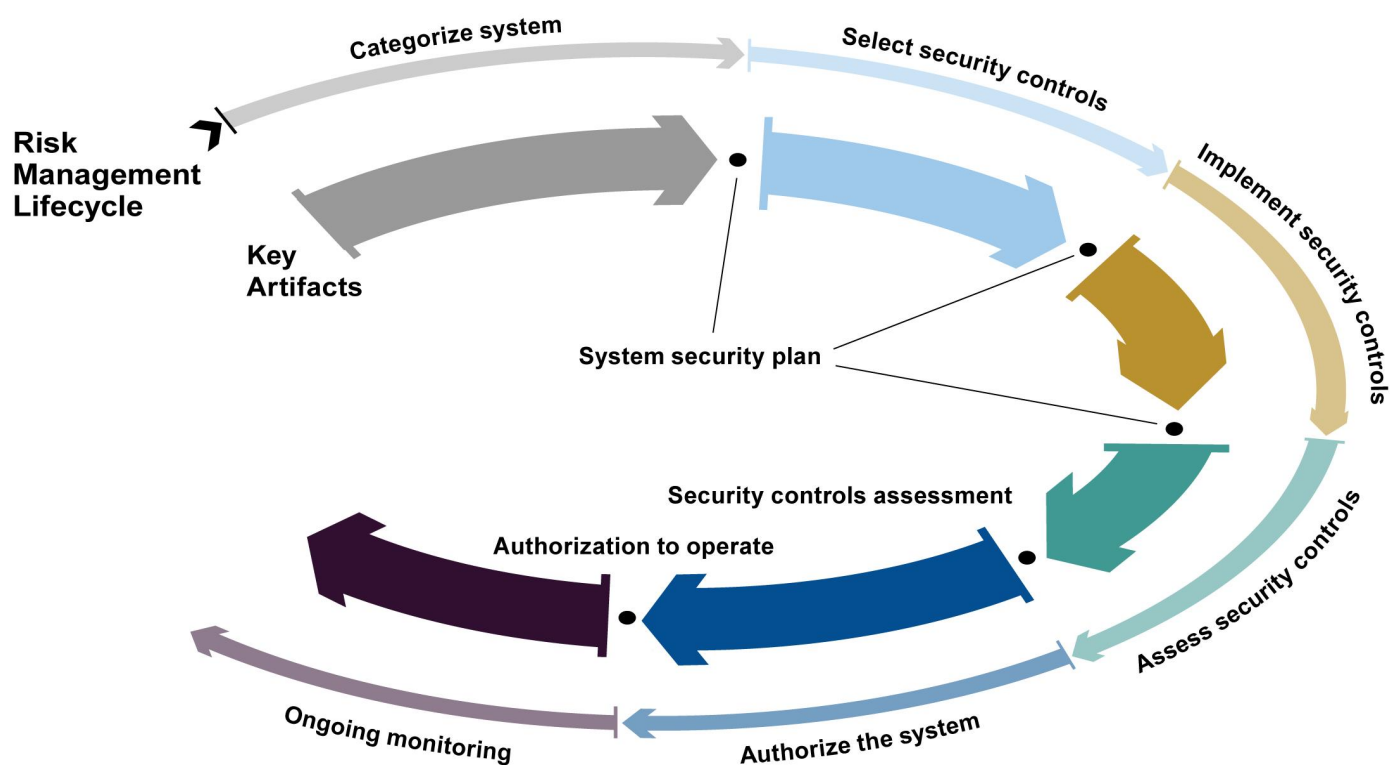 Categorize system
Select security controls
Risk
Management
Lifecycle
Implement security controls
Key
Artifacts
System security plan
Security controls assessment
Authorization to operate
Assess security controls
Ongoing monitoring
Authorize the system